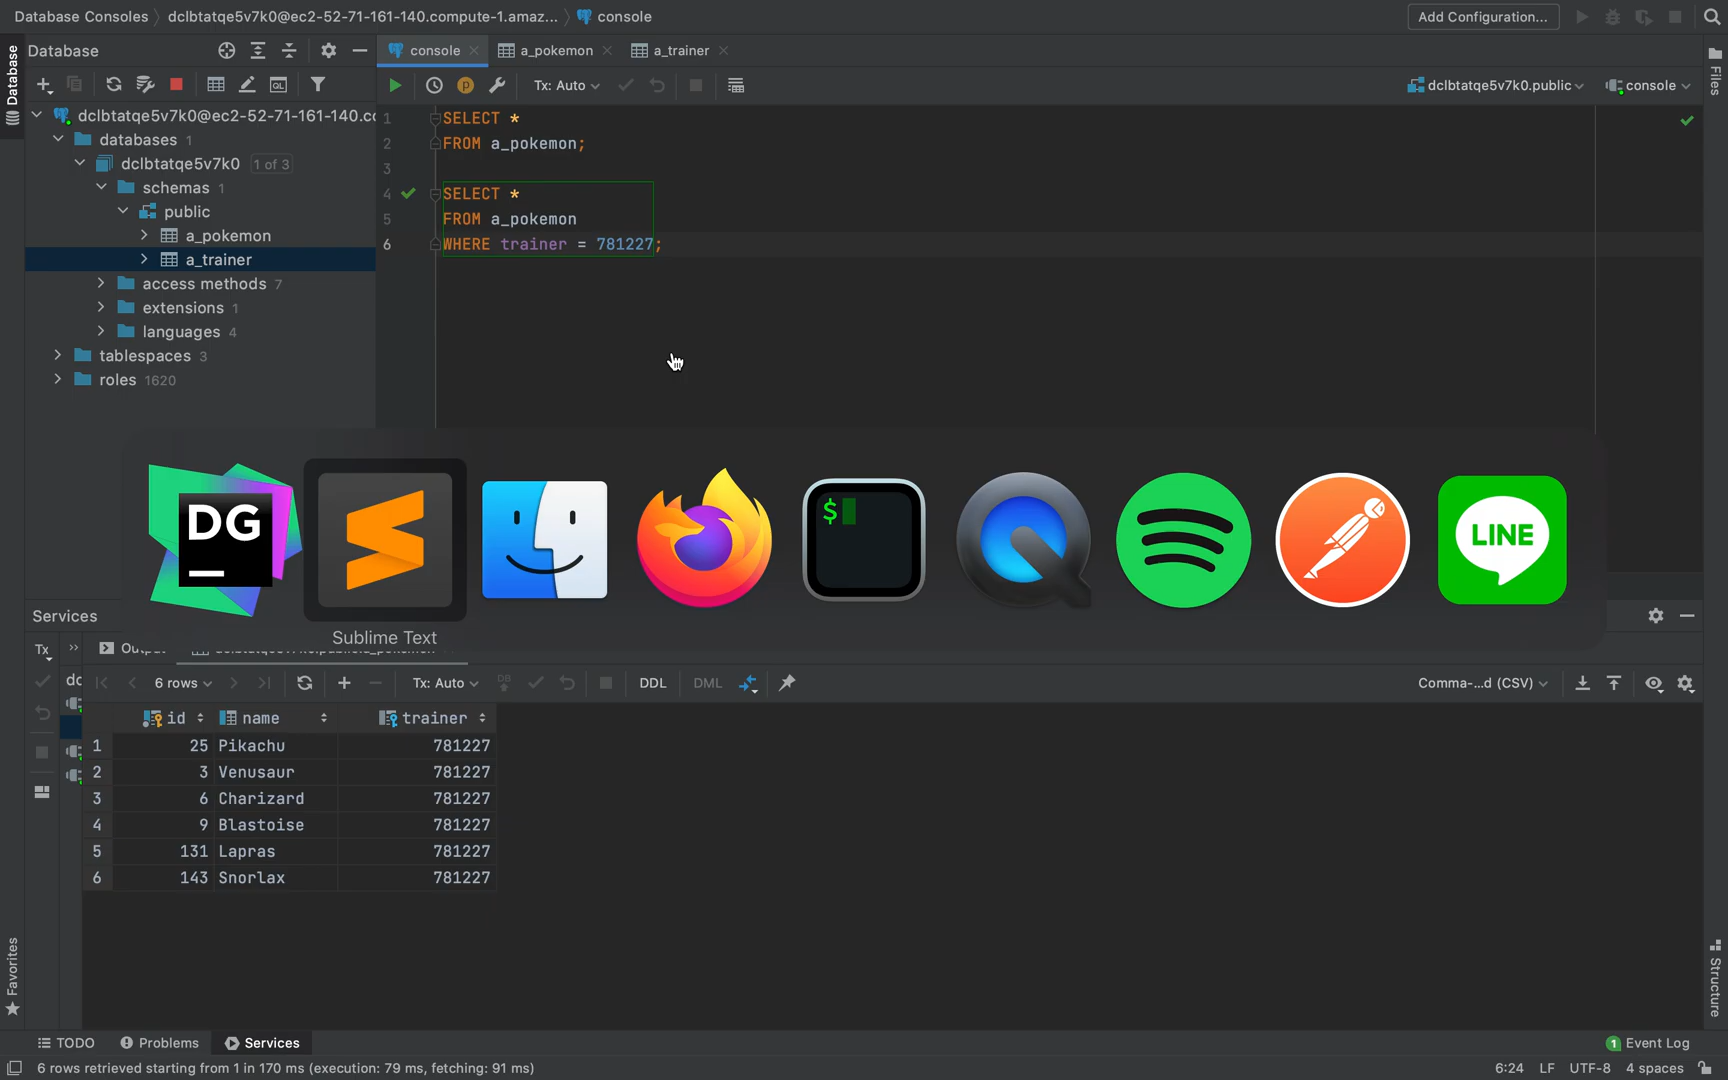 Database Consoles
dclbtatqe5v7k0@ec2-52-71-161-140.compute-1.amaz...
console
Add Configuration...
Database
Database
console
a_pokemon
a_trainer
Files
Tx: Auto
dclbtatqe5v7k0.public
console
dclbtatqe5v7k0@ec2-52-71-161-140.cc
databases 1
dclbtatqe5v7k0 1 of 3
schemas 1
public
a_pokemon
a_trainer
access methods 7
extensions 1
languages 4
tablespaces 3
roles 1620
1 SELECT *
2 FROM a_pokemon;
3
4 SELECT *
5 FROM a_pokemon
6 WHERE trainer = 781227;
DG
$
LINE
Sublime Text
Services
Tx
6 rows
Tx: Auto
DB
DDL
DML
Comma-...d (CSV)
id name trainer
1 25 Pikachu 781227
2 3 Venusaur 781227
3 6 Charizard 781227
4 9 Blastoise 781227
5 131 Lapras 781227
6 143 Snorlax 781227
Favorites
Structure
TODO
Problems
Services
1 Event Log
6 rows retrieved starting from 1 in 170 ms (execution: 79 ms, fetching: 91 ms)
6:24 LF UTF-8 4 spaces